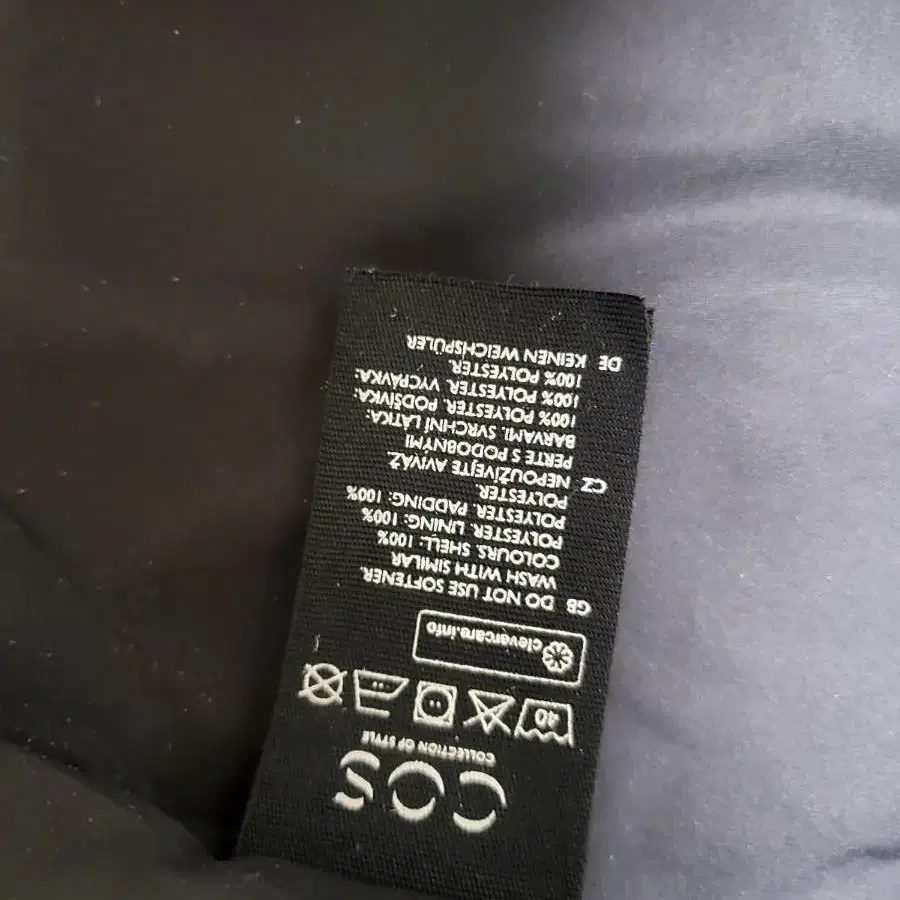 COS
COLLECTION OF STYLE
40
clevercare.info
GB DO NOT USE SOFTENER.
WASH WITH SIMILAR
COLOURS. SHELL: 100%
POLYESTER. LINING: 100%
POLYESTER. PADDING: 100%
POLYESTER.
CZ NEPOUŽÍVEJTE AVIVÁŽ
PERTE S PODOBNÝMI
BARVAMI. SVRCHNÍ LÁTKA:
100% POLYESTER. PODŠÍVKA:
100% POLYESTER. VYCPÁVKA:
100% POLYESTER.
DE KEINEN WEICHSPÜLER